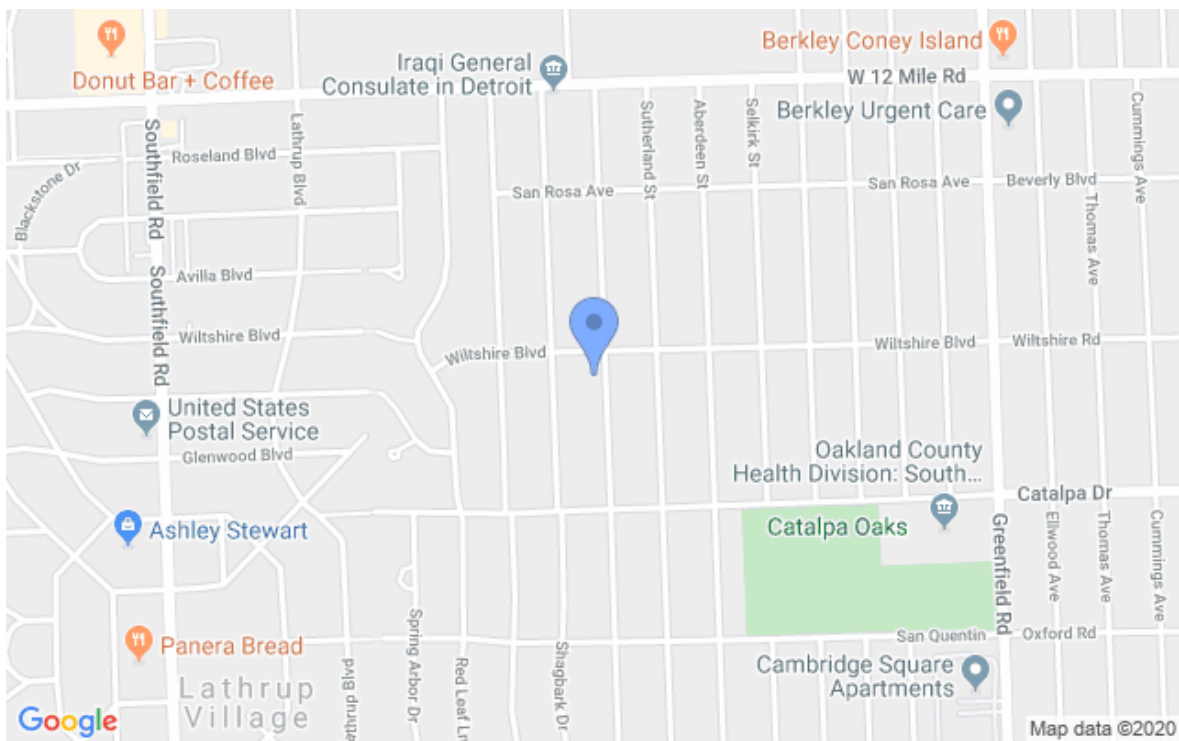 Berkley Coney Island
Iraqi General
Consulate in Detroit
W 12 Mile Rd
Donut Bar + Coffee
Berkley Urgent Care
Southfield Rd
Lathrup Blvd
Sutherland St
Aberdeen St
Selkirk St
Cummings Ave
Roseland Blvd
Blackstone Dr
San Rosa Ave
San Rosa Ave
Beverly Blvd
Thomas Ave
Avilla Blvd
Southfield Rd
Wiltshire Blvd
Wiltshire Blvd
Wiltshire Blvd
Wiltshire Rd
United States
Postal Service
Glenwood Blvd
Oakland County
Health Division: South...
Catalpa Dr
Catalpa Oaks
Ashley Stewart
Greenfield Rd
Ellwood Ave
Thomas Ave
Cummings Ave
Panera Bread
San Quentin
Oxford Rd
Spring Arbor Dr
Red Leaf Ln
Shagbark Dr
Cambridge Square
Apartments
Lathrup
Village
Google
Map data ©2020